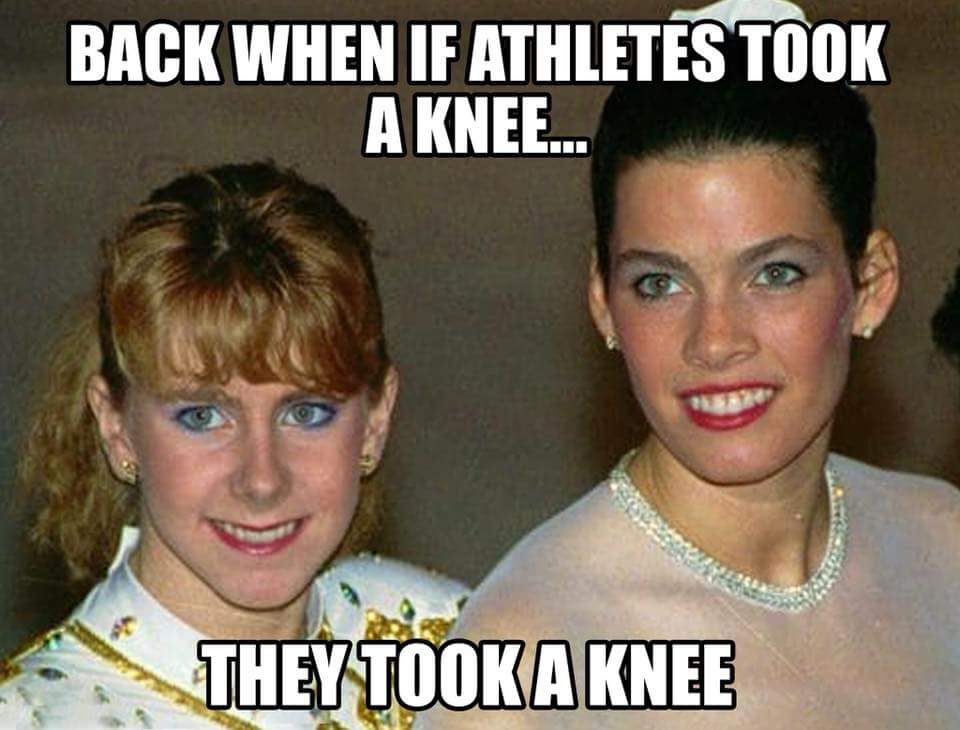 BACK WHEN IF ATHLETES TOOK
A KNEE...
THEY TOOK A KNEE